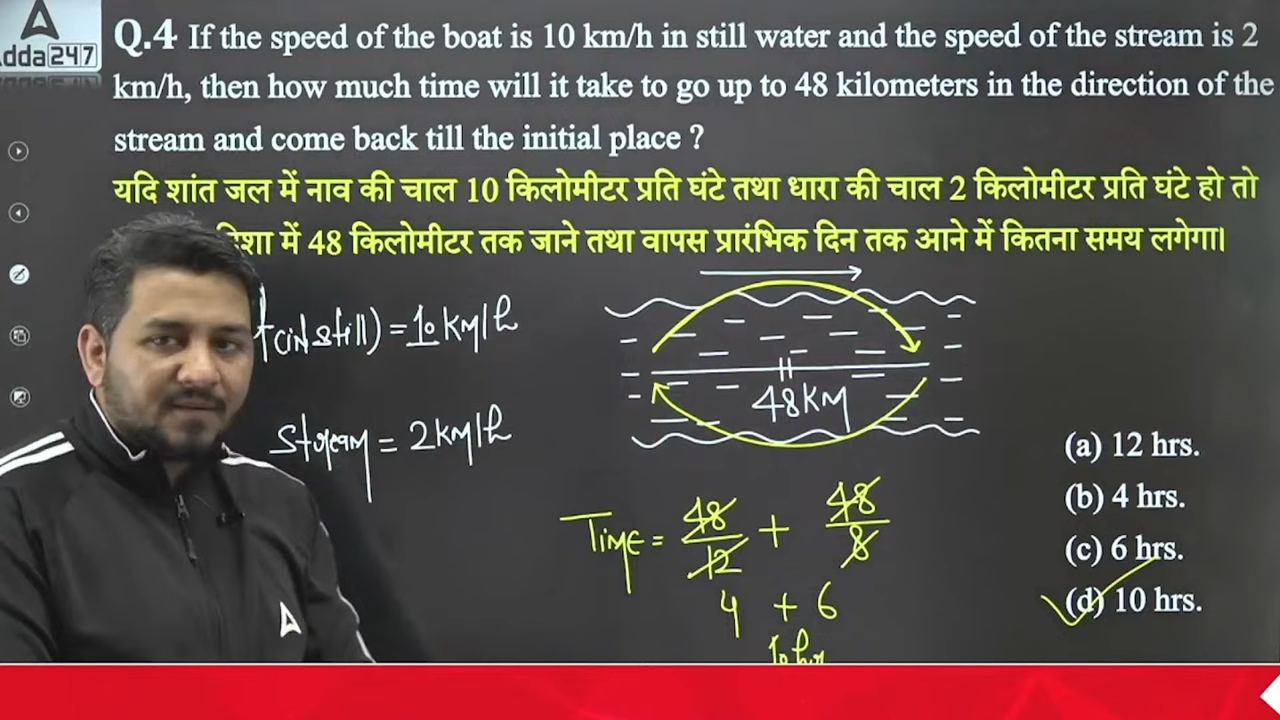 Adda247
Q.4 If the speed of the boat is 10 km/h in still water and the speed of the stream is 2
km/h, then how much time will it take to go up to 48 kilometers in the direction of the
stream and come back till the initial place ?
यदि शांत जल में नाव की चाल 10 किलोमीटर प्रति घंटे तथा धारा की चाल 2 किलोमीटर प्रति घंटे हो तो
में 48 किलोमीटर तक जाने तथा वापस प्रारंभिक दिन तक आने में कितना समय लगेगा।
(in still) = 10 km/h
Stream = 2 km/h
48 KM
Time = 48/12 + 48/8
4 + 6
10 hr
(a) 12 hrs.
(b) 4 hrs.
(c) 6 hrs.
(d) 10 hrs.